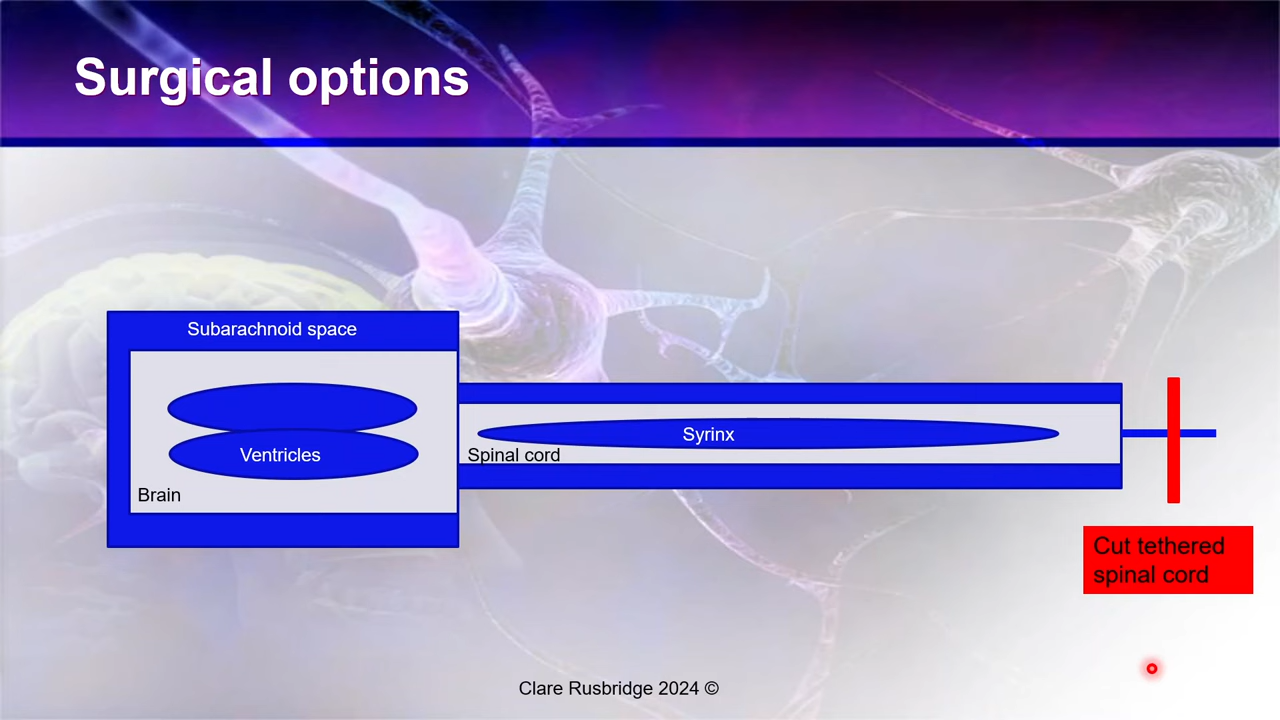 Surgical options
Subarachnoid space
Syrinx
Ventricles
Spinal cord
Brain
Cut tethered
spinal cord
Clare Rusbridge 2024 ©